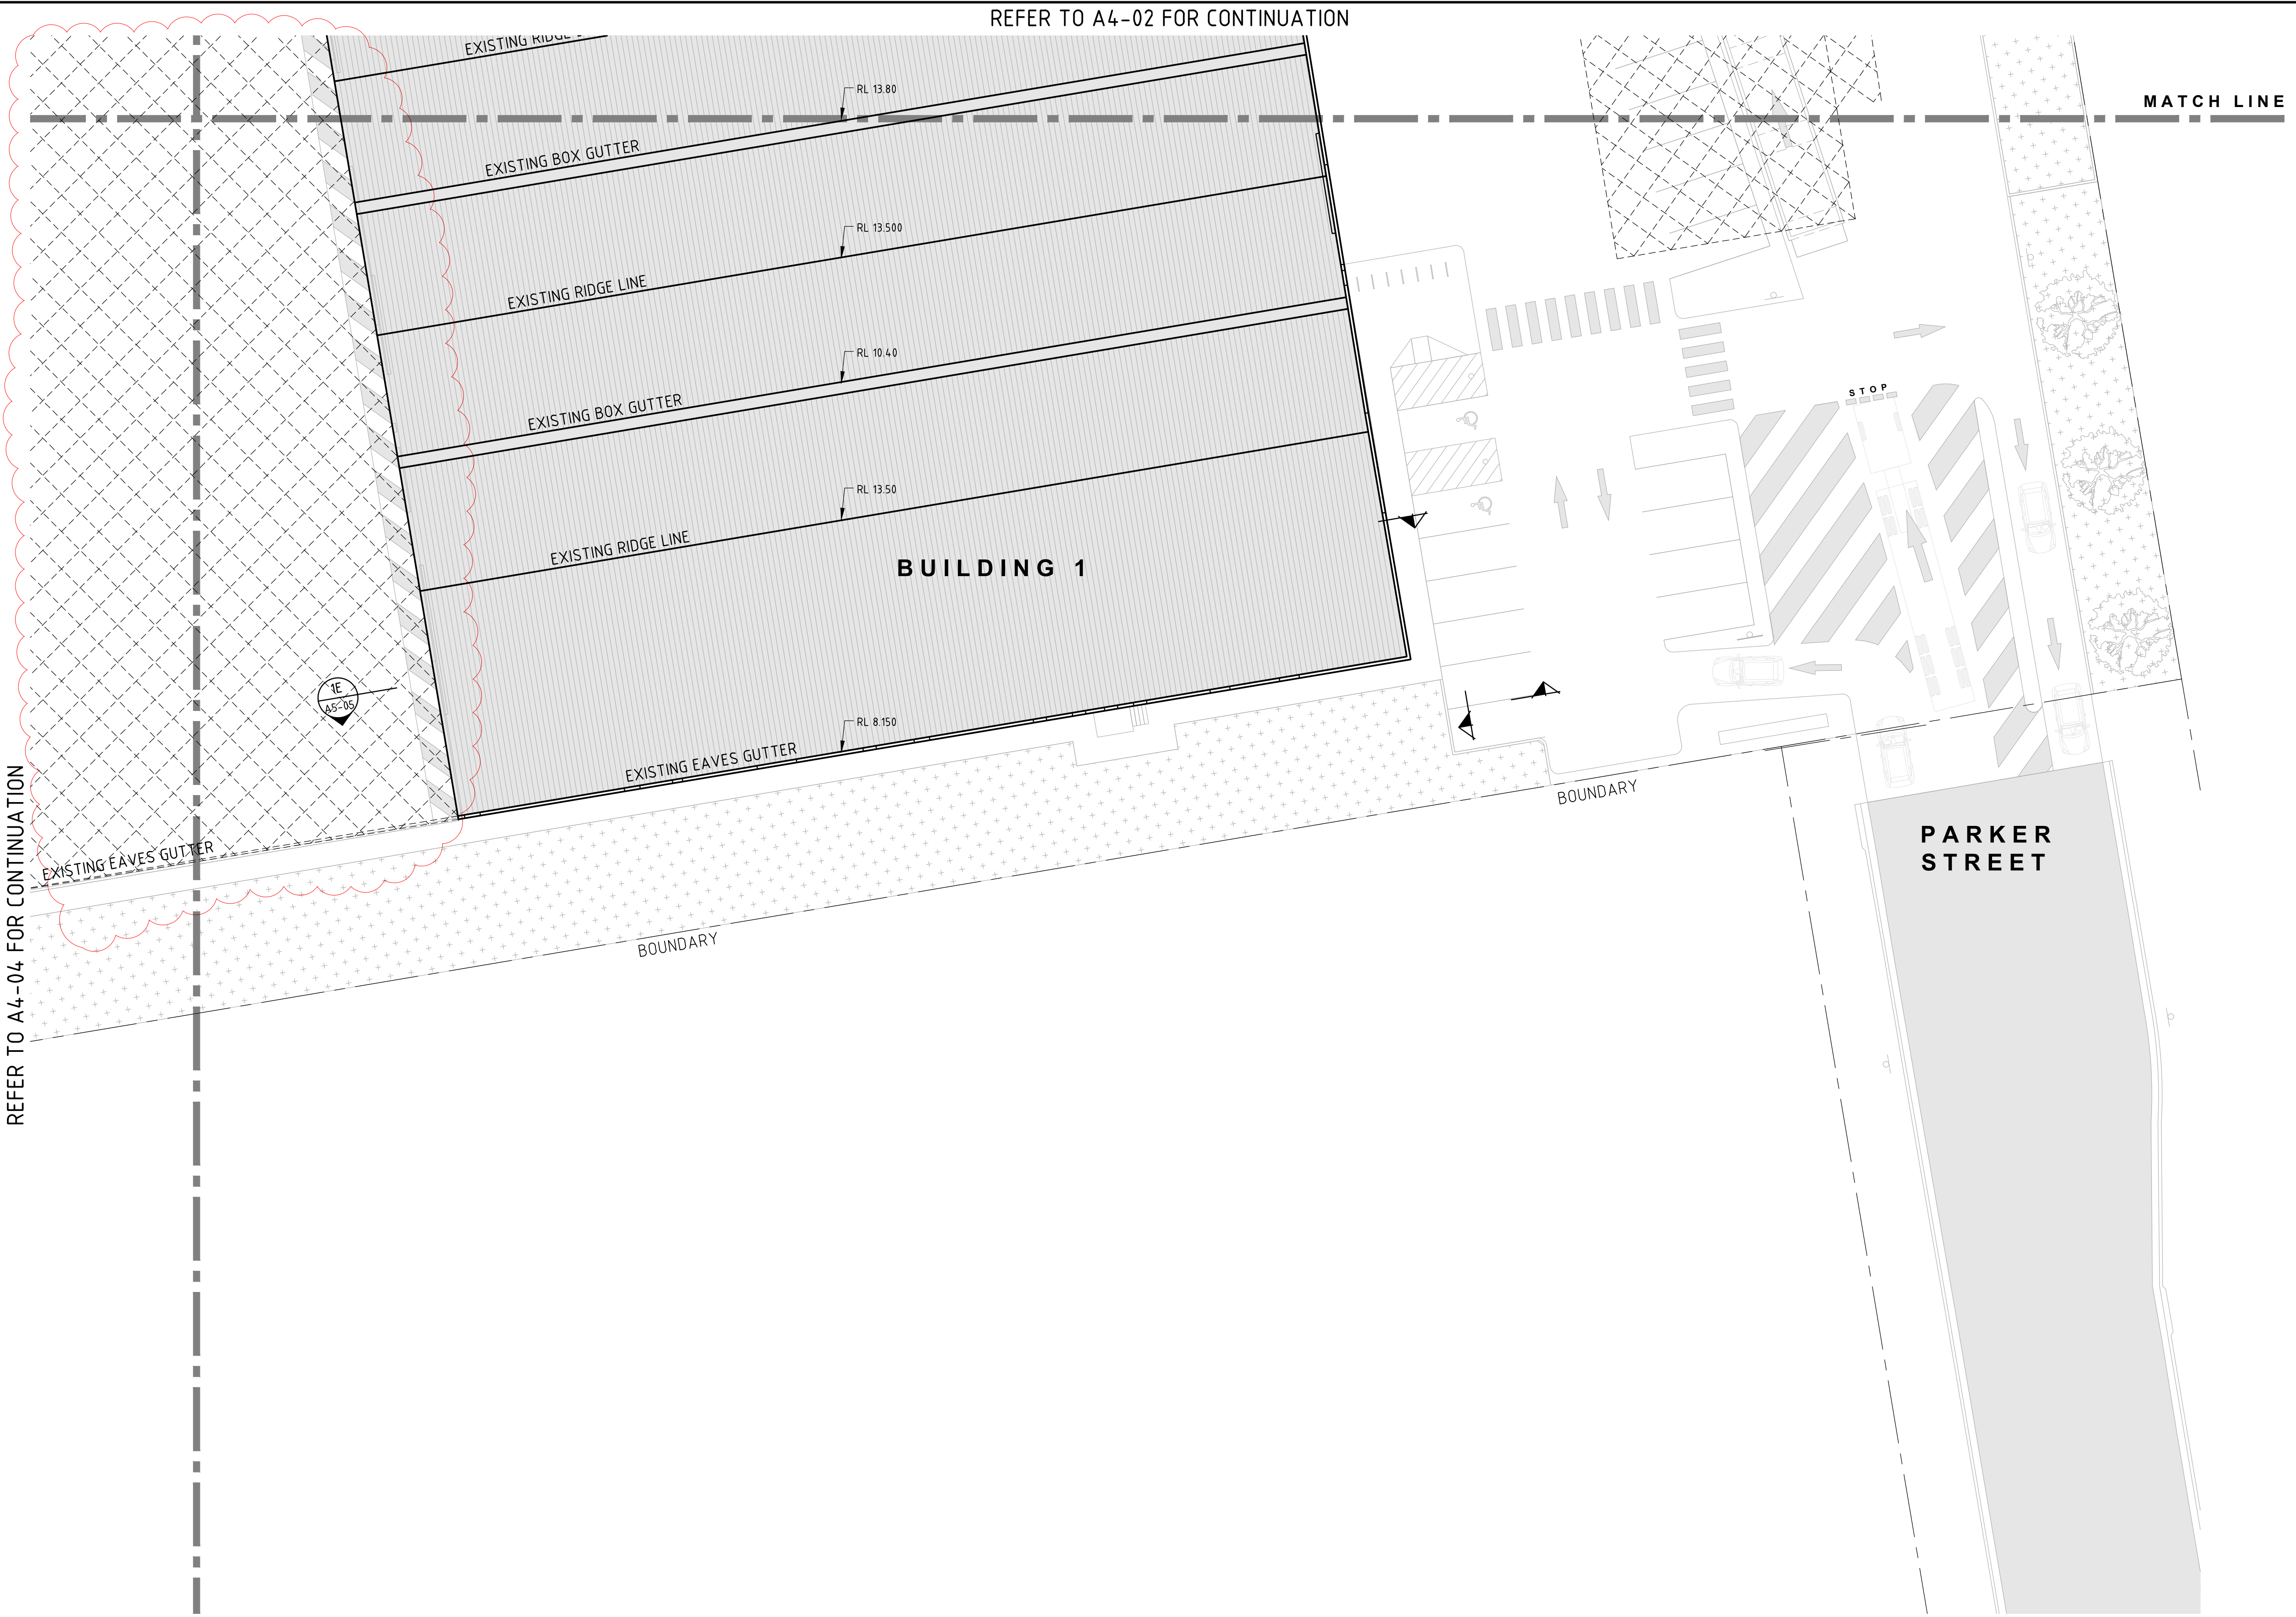 REFER TO A4-02 FOR CONTINUATION
EXISTING RIDGE
RL 13.80
MATCH LINE
EXISTING BOX GUTTER
RL 13.500
EXISTING RIDGE LINE
RL 10.40
EXISTING BOX GUTTER
STOP
RL 13.50
EXISTING RIDGE LINE
BUILDING 1
1E
A5-05
RL 8.150
EXISTING EAVES GUTTER
BOUNDARY
PARKER
STREET
EXISTING EAVES GUTTER
BOUNDARY
REFER TO A4-04 FOR CONTINUATION